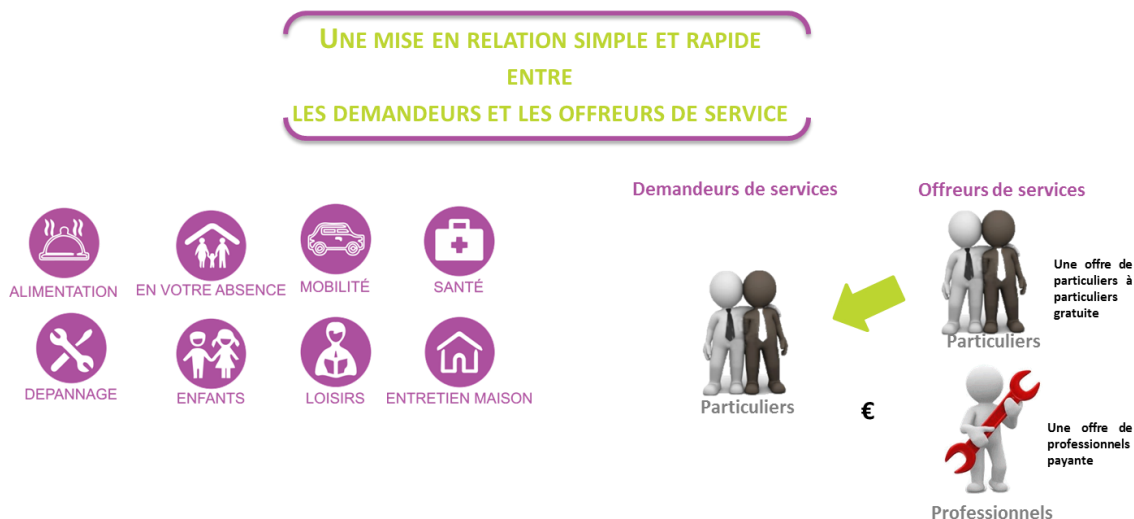 UNE MISE EN RELATION SIMPLE ET RAPIDE
ENTRE
LES DEMANDEURS ET LES OFFREURS DE SERVICE
ALIMENTATION
EN VOTRE ABSENCE
MOBILITÉ
SANTÉ
DEPANNAGE
ENFANTS
LOISIRS
ENTRETIEN MAISON
Demandeurs de services
Particuliers
€
Offreurs de services
Une offre de
particuliers à
particuliers
gratuite
Particuliers
Une offre de
professionnels
payante
Professionnels